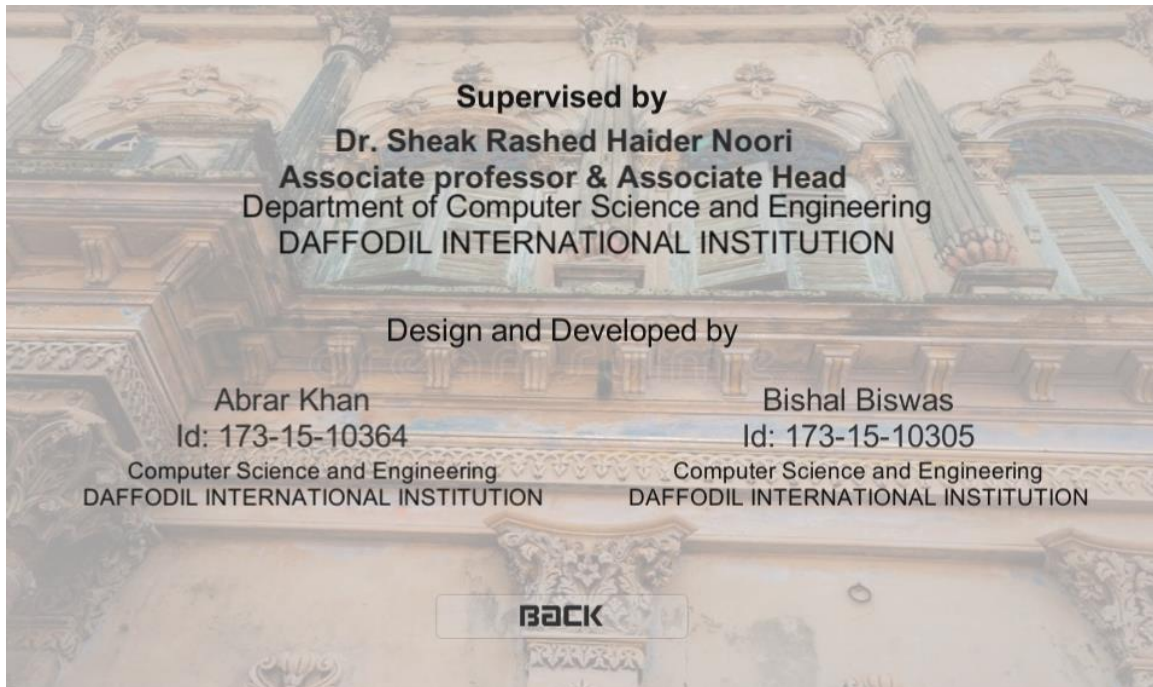 Supervised by
Dr. Sheak Rashed Haider Noori
Associate professor & Associate Head
Department of Computer Science and Engineering
DAFFODIL INTERNATIONAL INSTITUTION
Design and Developed by
Abrar Khan
Id: 173-15-10364
Computer Science and Engineering
DAFFODIL INTERNATIONAL INSTITUTION
Bishal Biswas
Id: 173-15-10305
Computer Science and Engineering
DAFFODIL INTERNATIONAL INSTITUTION
BaCK